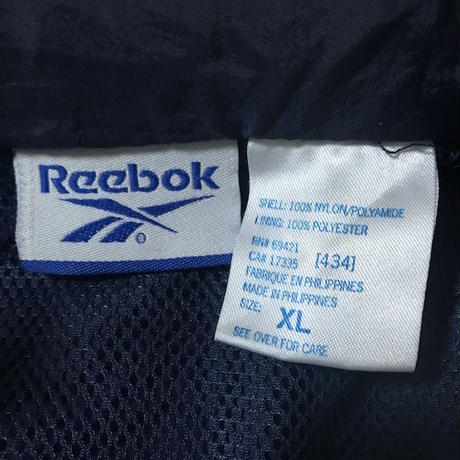 Reebok
®
SHELL: 100% NYLON/POLYAMIDE
LINING: 100% POLYESTER
RN# 69421
CA# 17335 [434]
FABRIQUE EN PHILIPPINES
MADE IN PHILIPPINES
SIZE: XL
SEE OVER FOR CARE